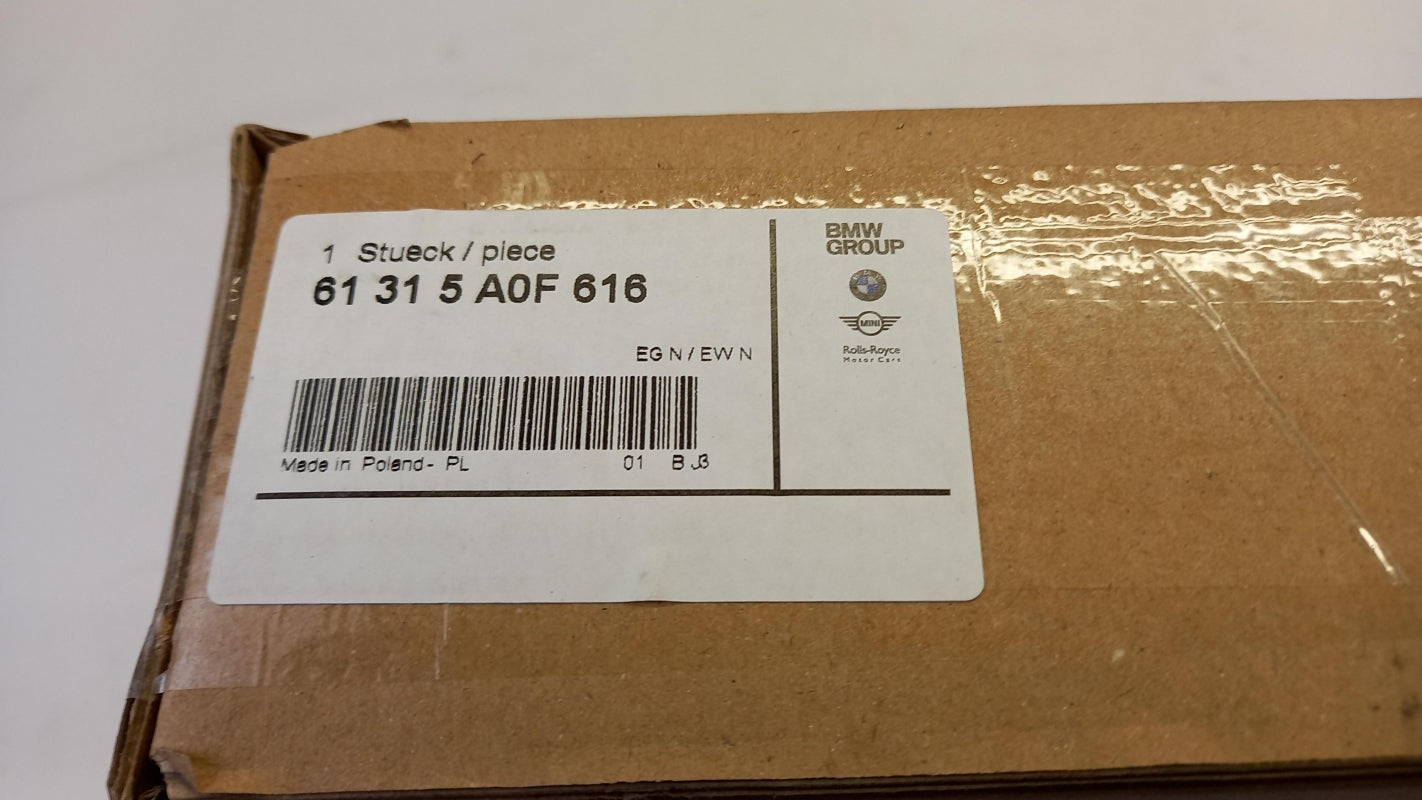 1 Stueck / piece
61 31 5 A0F 616
EG N / EW N
Made in Poland - PL 01 B J3
BMW
GROUP
MINI
Rolls-Royce
Motor Cars